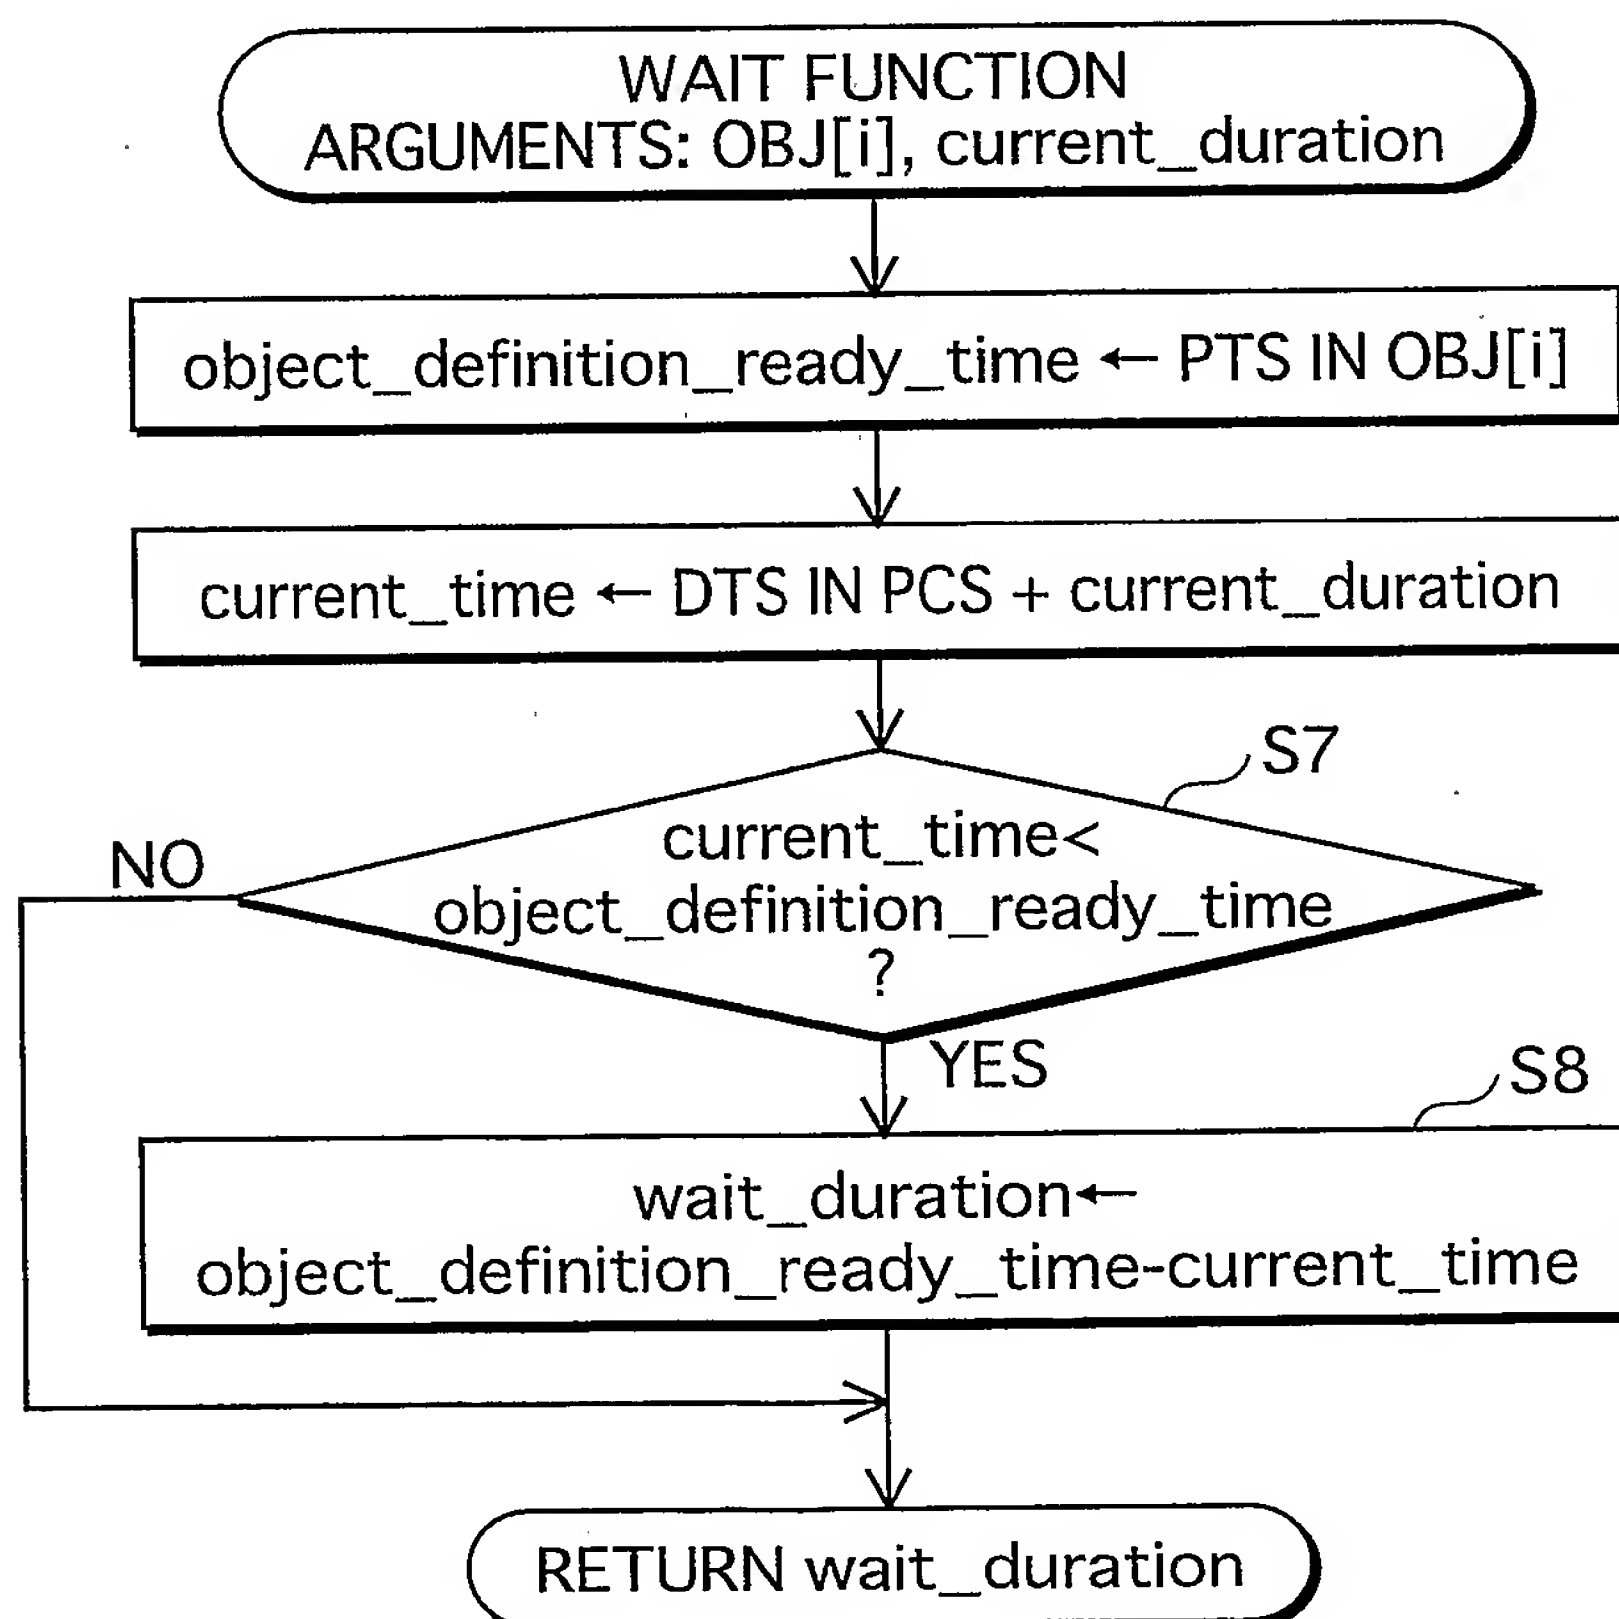 WAIT FUNCTION
ARGUMENTS: OBJ[i], current_duration
object_definition_ready_time ← PTS IN OBJ[i]
current_time ← DTS IN PCS + current_duration
S7
current_time<
NO
object_definition_ready_time
?
YES
S8
wait_duration←
object_definition_ready_time-current_time
RETURN wait_duration